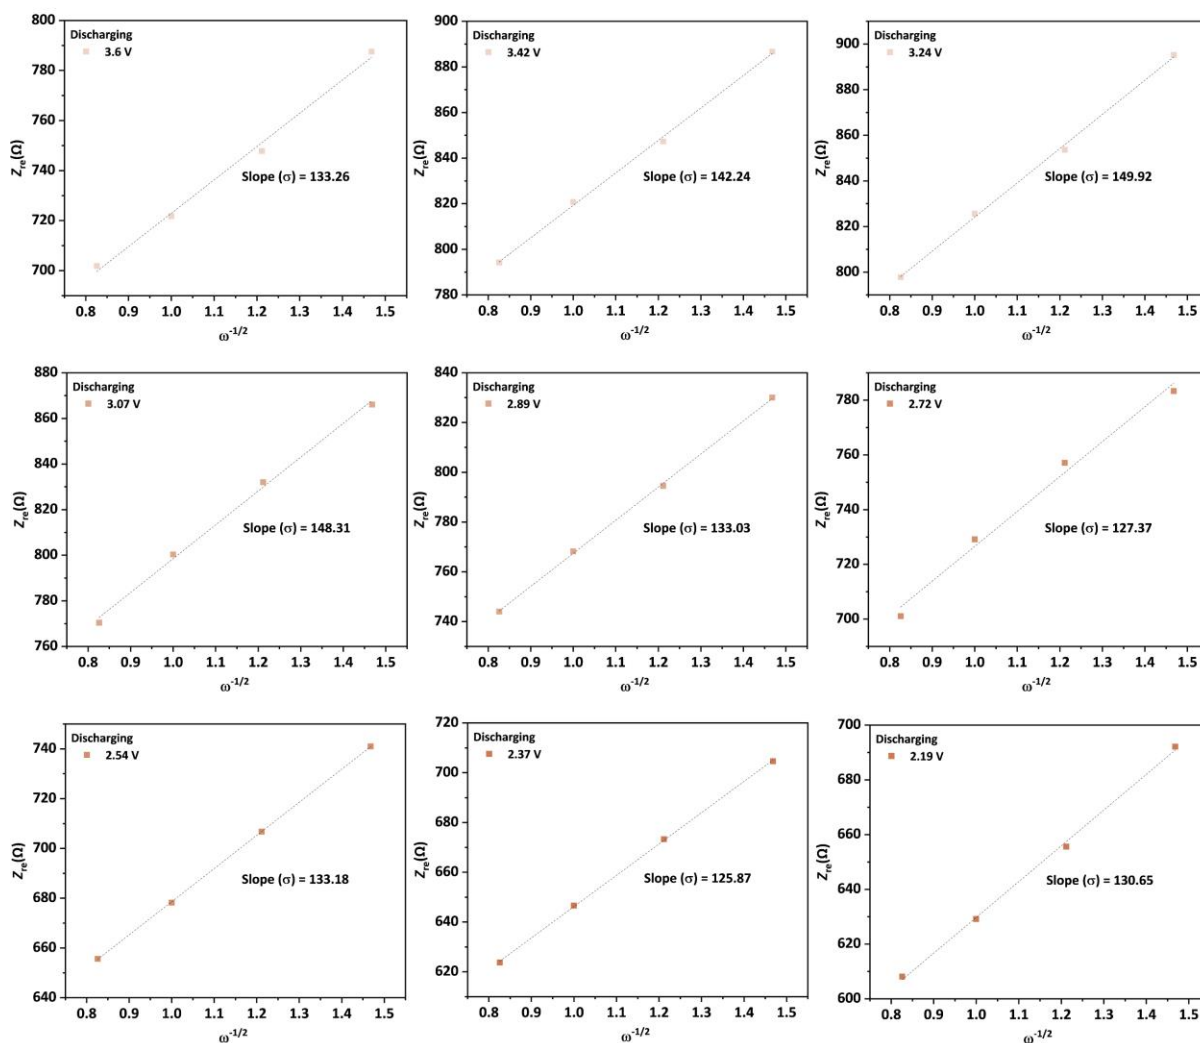 Discharging
3.6 V
Z_re(Ω)
800
780
760
740
720
700
Slope (σ) = 133.26
0.8 0.9 1.0 1.1 1.2 1.3 1.4 1.5
ω^-1/2
Discharging
3.42 V
Z_re(Ω)
900
880
860
840
820
800
780
Slope (σ) = 142.24
0.8 0.9 1.0 1.1 1.2 1.3 1.4 1.5
ω^-1/2
Discharging
3.24 V
Z_re(Ω)
900
880
860
840
820
800
Slope (σ) = 149.92
0.8 0.9 1.0 1.1 1.2 1.3 1.4 1.5
ω^-1/2
Discharging
3.07 V
Z_re(Ω)
880
860
840
820
800
780
760
Slope (σ) = 148.31
0.8 0.9 1.0 1.1 1.2 1.3 1.4 1.5
ω^-1/2
Discharging
2.89 V
Z_re(Ω)
840
820
800
780
760
740
Slope (σ) = 133.03
0.8 0.9 1.0 1.1 1.2 1.3 1.4 1.5
ω^-1/2
Discharging
2.72 V
Z_re(Ω)
780
760
740
720
700
Slope (σ) = 127.37
0.8 0.9 1.0 1.1 1.2 1.3 1.4 1.5
ω^-1/2
Discharging
2.54 V
Z_re(Ω)
740
720
700
680
660
640
Slope (σ) = 133.18
0.8 0.9 1.0 1.1 1.2 1.3 1.4 1.5
ω^-1/2
Discharging
2.37 V
Z_re(Ω)
720
700
680
660
640
620
Slope (σ) = 125.87
0.8 0.9 1.0 1.1 1.2 1.3 1.4 1.5
ω^-1/2
Discharging
2.19 V
Z_re(Ω)
700
680
660
640
620
600
Slope (σ) = 130.65
0.8 0.9 1.0 1.1 1.2 1.3 1.4 1.5
ω^-1/2